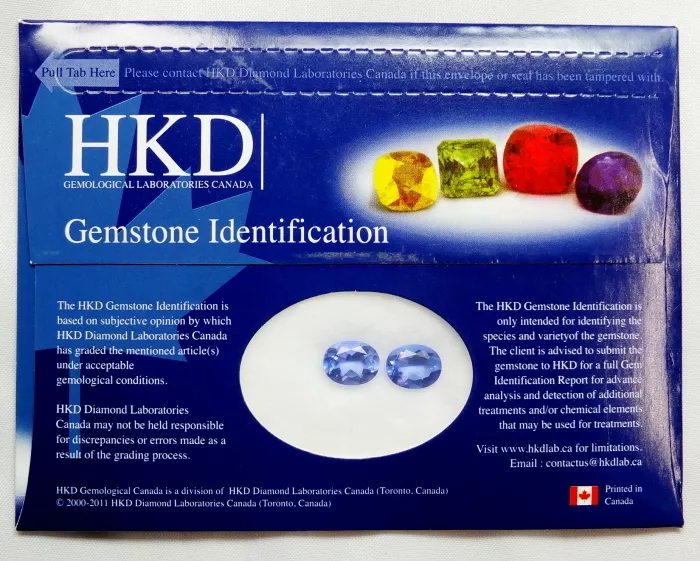 Pull Tab Here Please contact HKD Diamond Laboratories Canada if this envelope or seal has been tampered with.
HKD
GEMOLOGICAL LABORATORIES CANADA
Gemstone Identification
The HKD Gemstone Identification is
based on subjective opinion by which
HKD Diamond Laboratories Canada
has graded the mentioned article(s)
under acceptable
gemological conditions.
HKD Diamond Laboratories
Canada may not be held responsible
for discrepancies or errors made as a
result of the grading process.
The HKD Gemstone Identification is
only intended for identifying the
species and varietyof the gemstone.
The client is advised to submit the
gemstone to HKD for a full Gem
Identification Report for advance
analysis and detection of additional
treatments and/or chemical elements
that may be used for treatments.
Visit www.hkdlab.ca for limitations.
Email : contactus@hkdlab.ca
HKD Gemological Canada is a division of HKD Diamond Laboratories Canada (Toronto, Canada)
© 2000-2011 HKD Diamond Laboratories Canada (Toronto, Canada)
Printed in
Canada